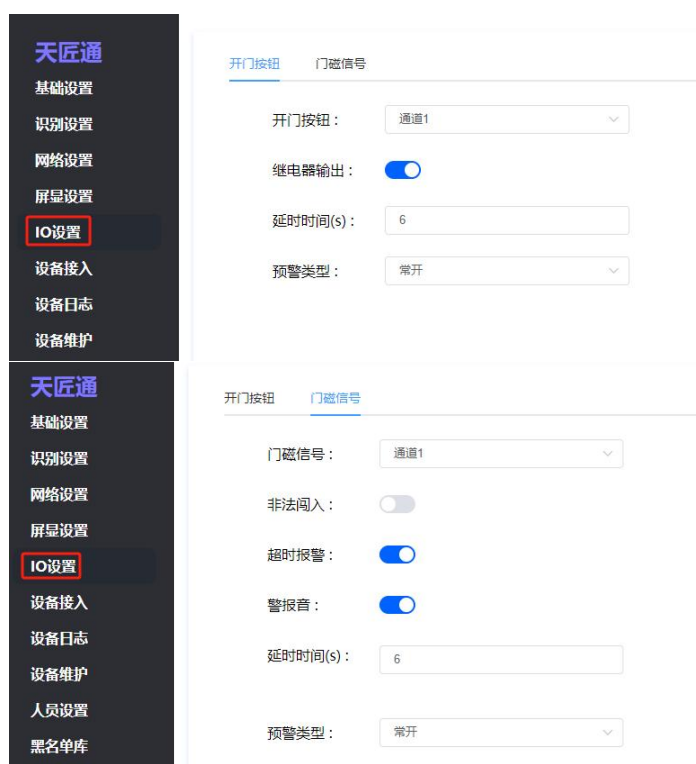 天匠通
基础设置
识别设置
网络设置
屏显设置
IO设置
设备接入
设备日志
设备维护
开门按钮 门磁信号
开门按钮： 通道1
继电器输出：
延时时间(s)： 6
预警类型： 常开
天匠通
基础设置
识别设置
网络设置
屏显设置
IO设置
设备接入
设备日志
设备维护
人员设置
黑名单库
开门按钮 门磁信号
门磁信号： 通道1
非法闯入：
超时报警：
警报音：
延时时间(s)： 6
预警类型： 常开